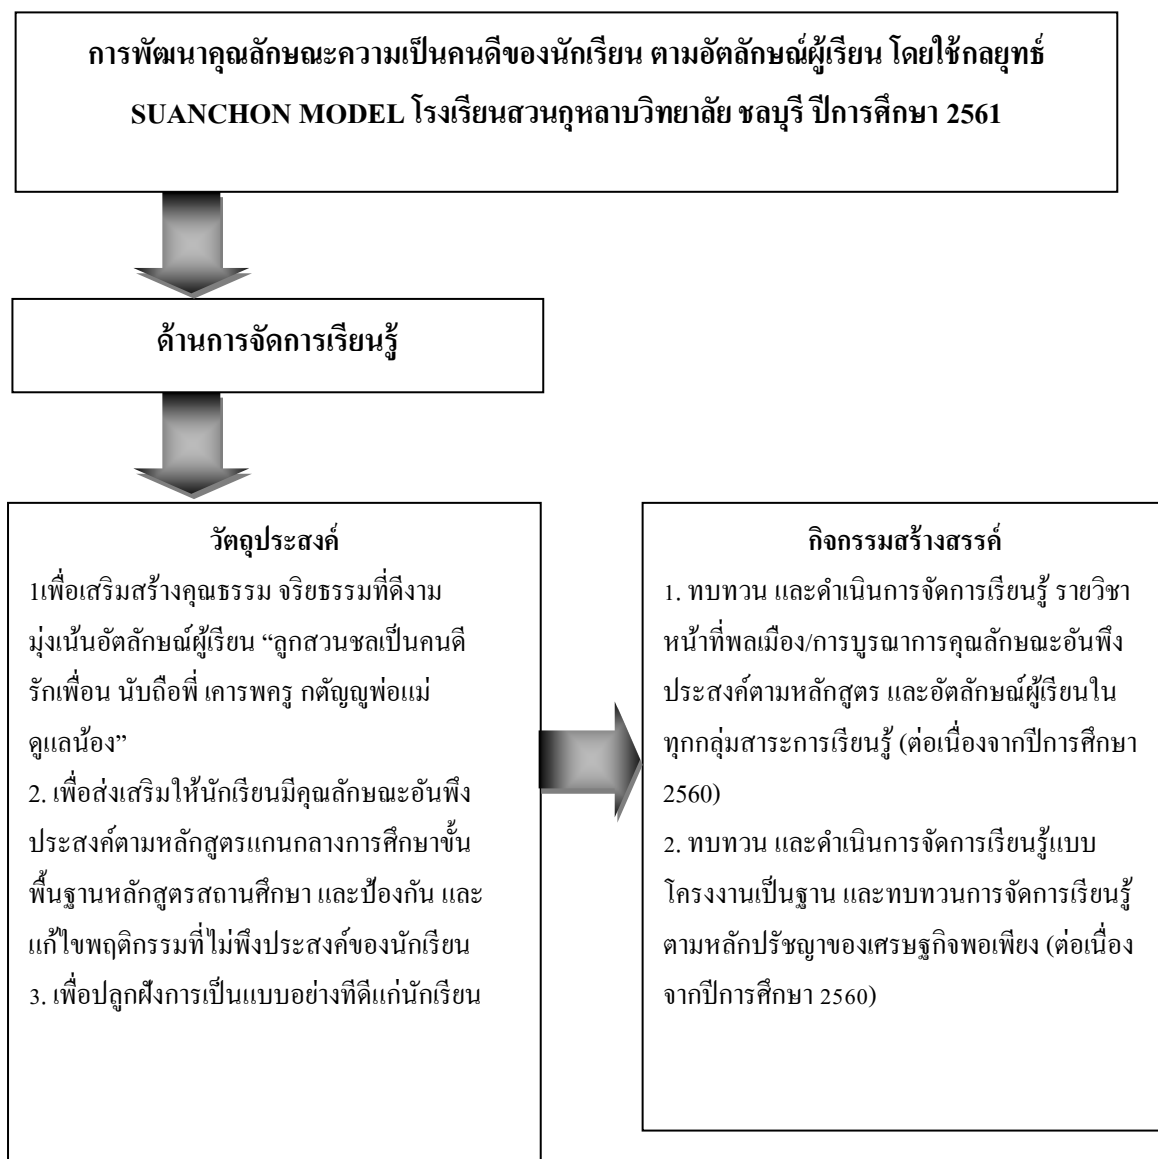 การพัฒนาคุณลักษณะความเป็นคนดีของนักเรียน ตามอัตลักษณ์ผู้เรียน โดยใช้กลยุทธ์
SUANCHON MODEL โรงเรียนสวนกุหลาบวิทยาลัย ชลบุรี ปีการศึกษา 2561
ด้านการจัดการเรียนรู้
วัตถุประสงค์
1เพื่อเสริมสร้างคุณธรรม จริยธรรมที่ดีงาม
มุ่งเน้นอัตลักษณ์ผู้เรียน “ลูกสวนชลเป็นคนดี
รักเพื่อน นับถือพี่ เคารพครู กตัญญูพ่อแม่
ดูแลน้อง”
2. เพื่อส่งเสริมให้นักเรียนมีคุณลักษณะอันพึง
ประสงค์ตามหลักสูตรแกนกลางการศึกษาขั้น
พื้นฐานหลักสูตรสถานศึกษา และป้องกัน และ
แก้ไขพฤติกรรมที่ไม่พึงประสงค์ของนักเรียน
3. เพื่อปลูกฝังการเป็นแบบอย่างทีดีแก่นักเรียน
กิจกรรมสร้างสรรค์
1. ทบทวน และดำเนินการจัดการเรียนรู้ รายวิชา
หน้าที่พลเมือง/การบูรณาการคุณลักษณะอันพึง
ประสงค์ตามหลักสูตร และอัตลักษณ์ผู้เรียนใน
ทุกกลุ่มสาระการเรียนรู้ (ต่อเนื่องจากปีการศึกษา
2560)
2. ทบทวน และดำเนินการจัดการเรียนรู้แบบ
โครงงานเป็นฐาน และทบทวนการจัดการเรียนรู้
ตามหลักปรัชญาของเศรษฐกิจพอเพียง (ต่อเนื่อง
จากปีการศึกษา 2560)